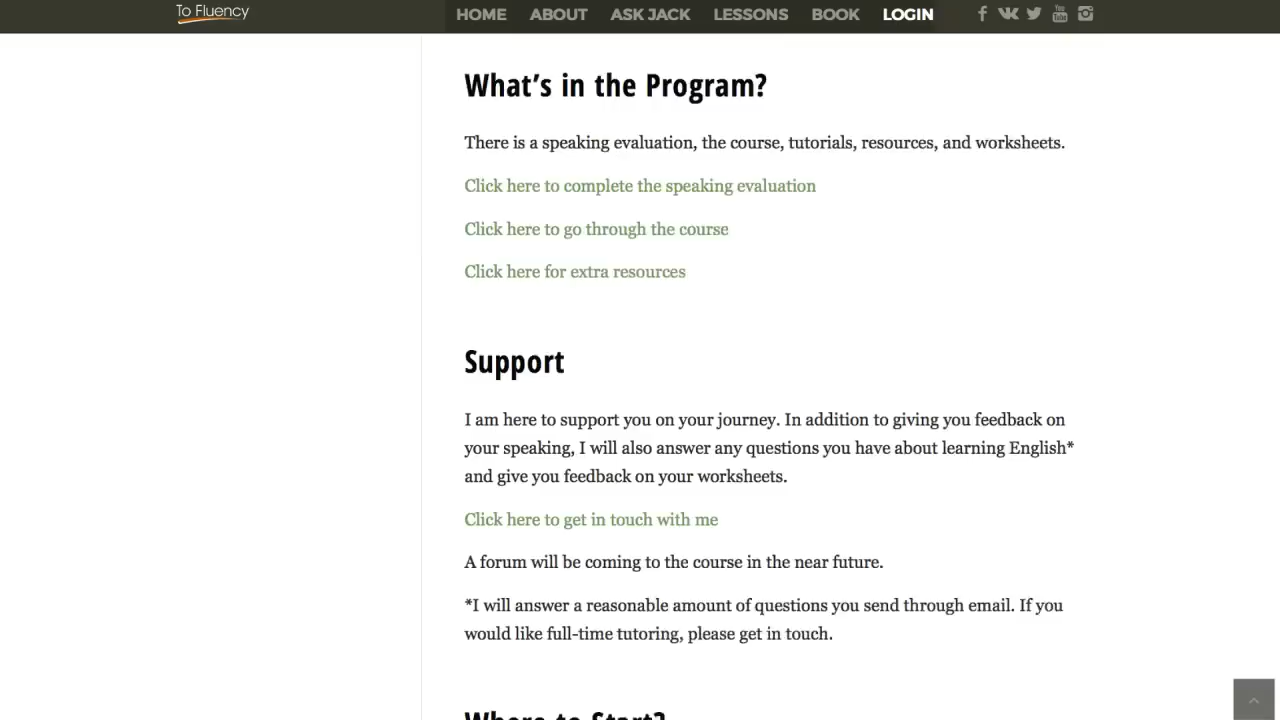 To Fluency
HOME ABOUT ASK JACK LESSONS BOOK LOGIN
You Tube
What's in the Program?
There is a speaking evaluation, the course, tutorials, resources, and worksheets.
Click here to complete the speaking evaluation
Click here to go through the course
Click here for extra resources
Support
I am here to support you on your journey. In addition to giving you feedback on
your speaking, I will also answer any questions you have about learning English*
and give you feedback on your worksheets.
Click here to get in touch with me
A forum will be coming to the course in the near future.
*I will answer a reasonable amount of questions you send through email. If you
would like full-time tutoring, please get in touch.
Where to Start?